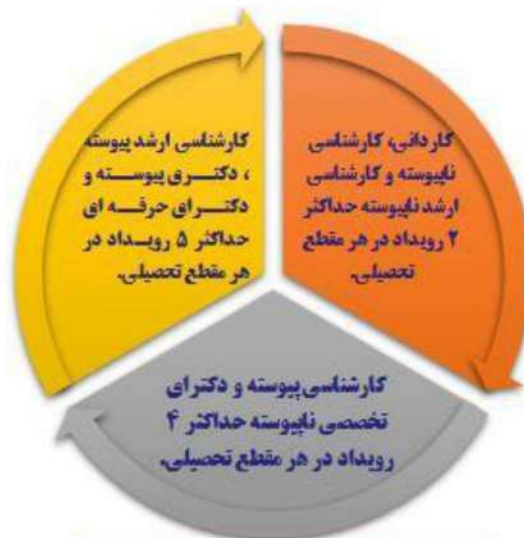 کاردانی، کارشناسی
ناپیوسته و کارشناسی
ارشد ناپیوسته حداکثر
۲ رویداد در هر مقطع
تحصیلی.
کارشناسی پیوسته و دکترای
تخصصی ناپیوسته حداکثر ۴
رویداد در هر مقطع تحصیلی.
کارشناسی ارشد پیوسته
، دکتری پیوسته و
دکترای حرفه ای
حداکثر ۵ رویداد در
هر مقطع تحصیلی.